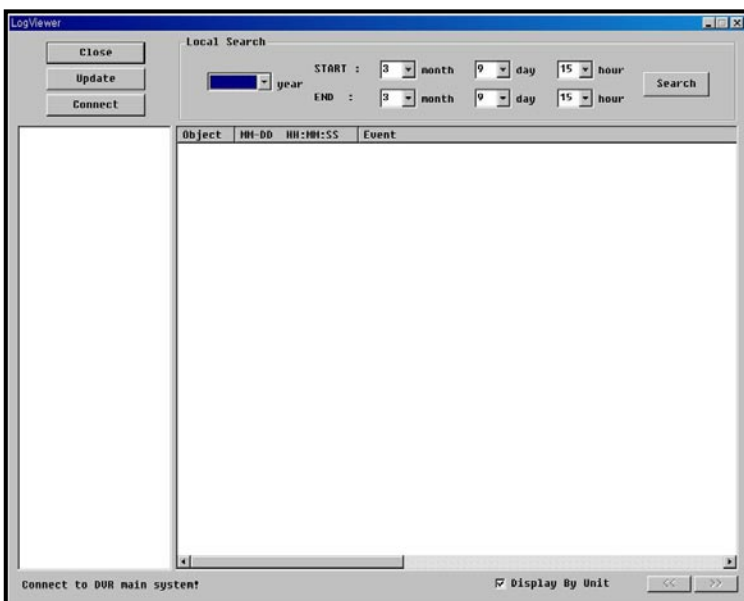 LogViewer
Close
Update
Connect
Local Search
year
START : 3 month 9 day 15 hour
END : 3 month 9 day 15 hour
Search
Object MM-DD HH:MM:SS Event
Connect to DVR main system!
Display By Unit
<< >>